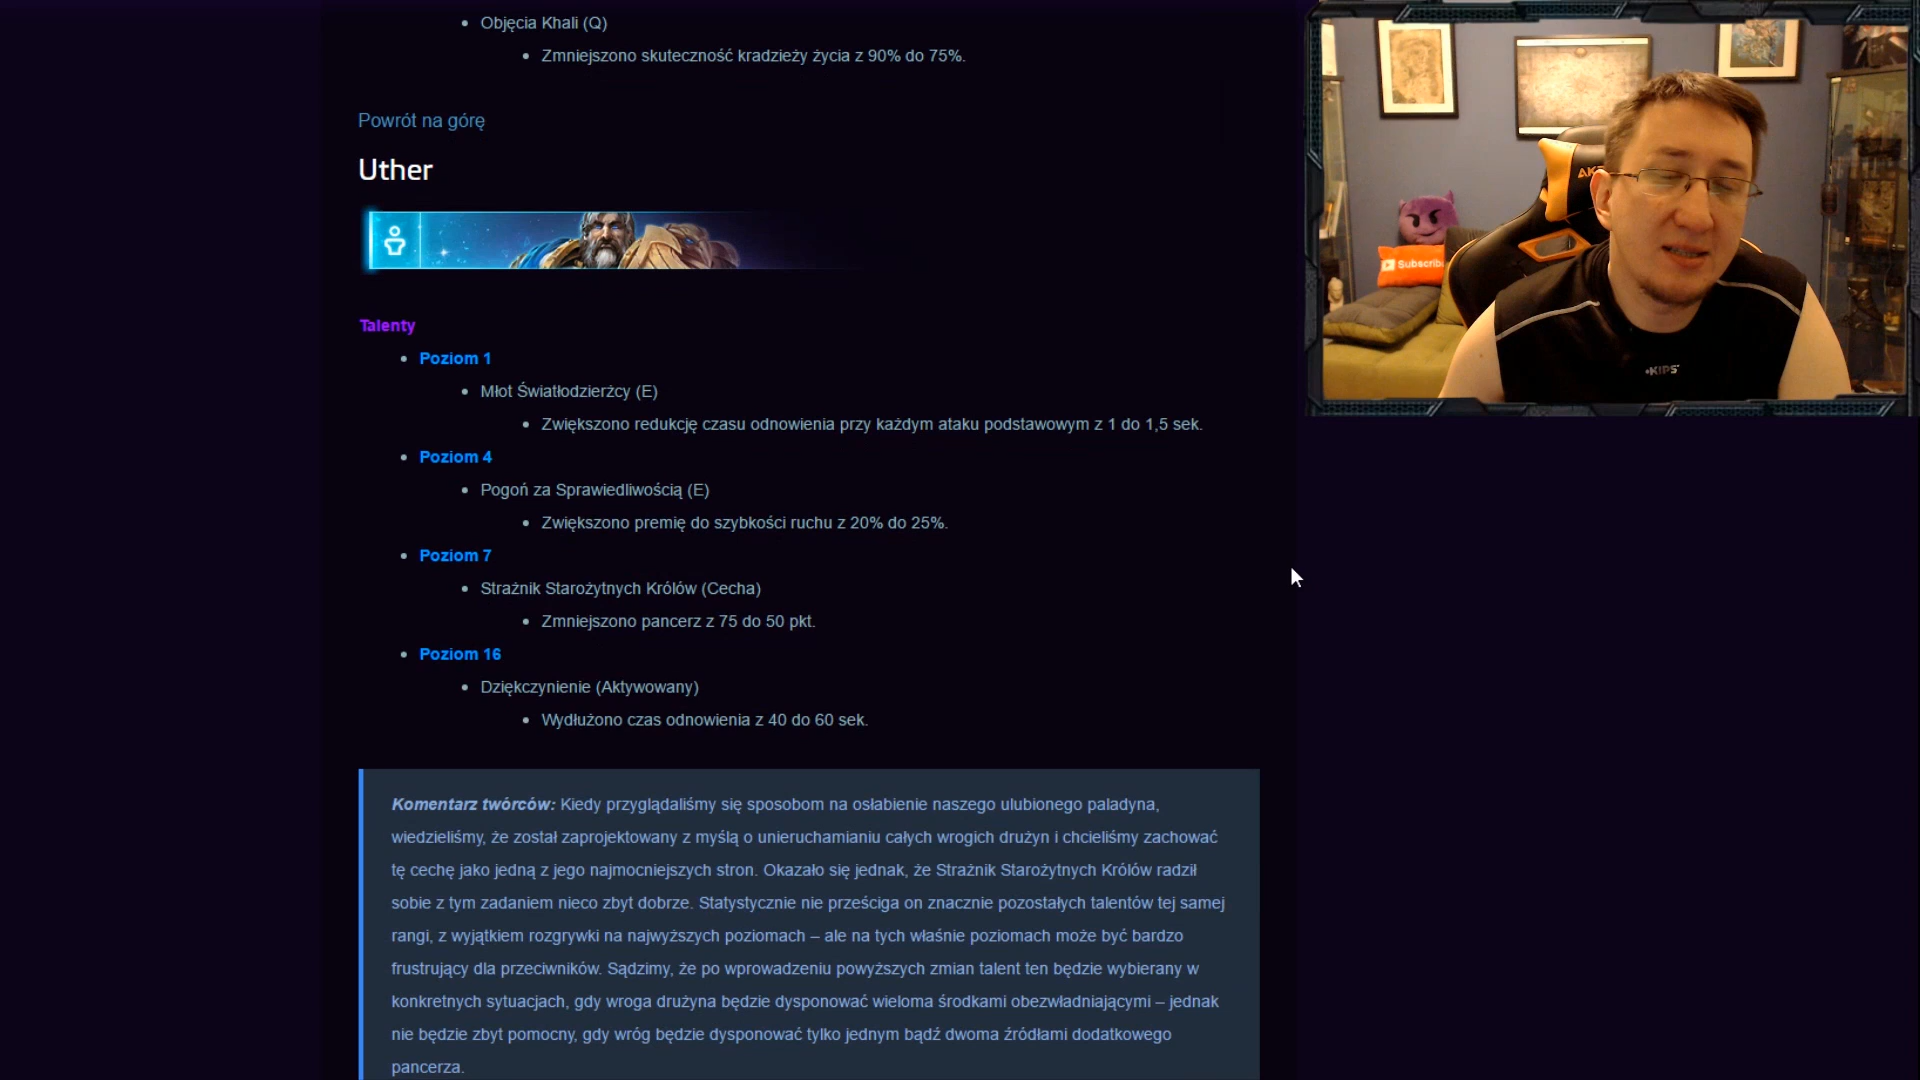 Objęcia Khali (Q)
Zmniejszono skuteczność kradzieży życia z 90% do 75%.
Powrót na górę
Uther
Talenty
Poziom 1
Młot Światłodzierżcy (E)
Zwiększono redukcję czasu odnowienia przy każdym ataku podstawowym z 1 do 1,5 sek.
Poziom 4
Pogoń za Sprawiedliwością (E)
Zwiększono premię do szybkości ruchu z 20% do 25%.
Poziom 7
Strażnik Starożytnych Królów (Cecha)
Zmniejszono pancerz z 75 do 50 pkt.
Poziom 16
Dziękczynienie (Aktywowany)
Wydłużono czas odnowienia z 40 do 60 sek.
Komentarz twórców: Kiedy przyglądaliśmy się sposobom na osłabienie naszego ulubionego paladyna,
wiedzieliśmy, że został zaprojektowany z myślą o unieruchamianiu całych wrogich drużyn i chcieliśmy zachować
tę cechę jako jedną z jego najmocniejszych stron. Okazało się jednak, że Strażnik Starożytnych Królów radził
sobie z tym zadaniem nieco zbyt dobrze. Statystycznie nie prześciga on znacznie pozostałych talentów tej samej
rangi, z wyjątkiem rozgrywki na najwyższych poziomach – ale na tych właśnie poziomach może być bardzo
frustrujący dla przeciwników. Sądzimy, że po wprowadzeniu powyższych zmian talent ten będzie wybierany w
konkretnych sytuacjach, gdy wroga drużyna będzie dysponować wieloma środkami obezwładniającymi – jednak
nie będzie zbyt pomocny, gdy wróg będzie dysponować tylko jednym bądź dwoma źródłami dodatkowego
pancerza.
Subscrib
KIPS